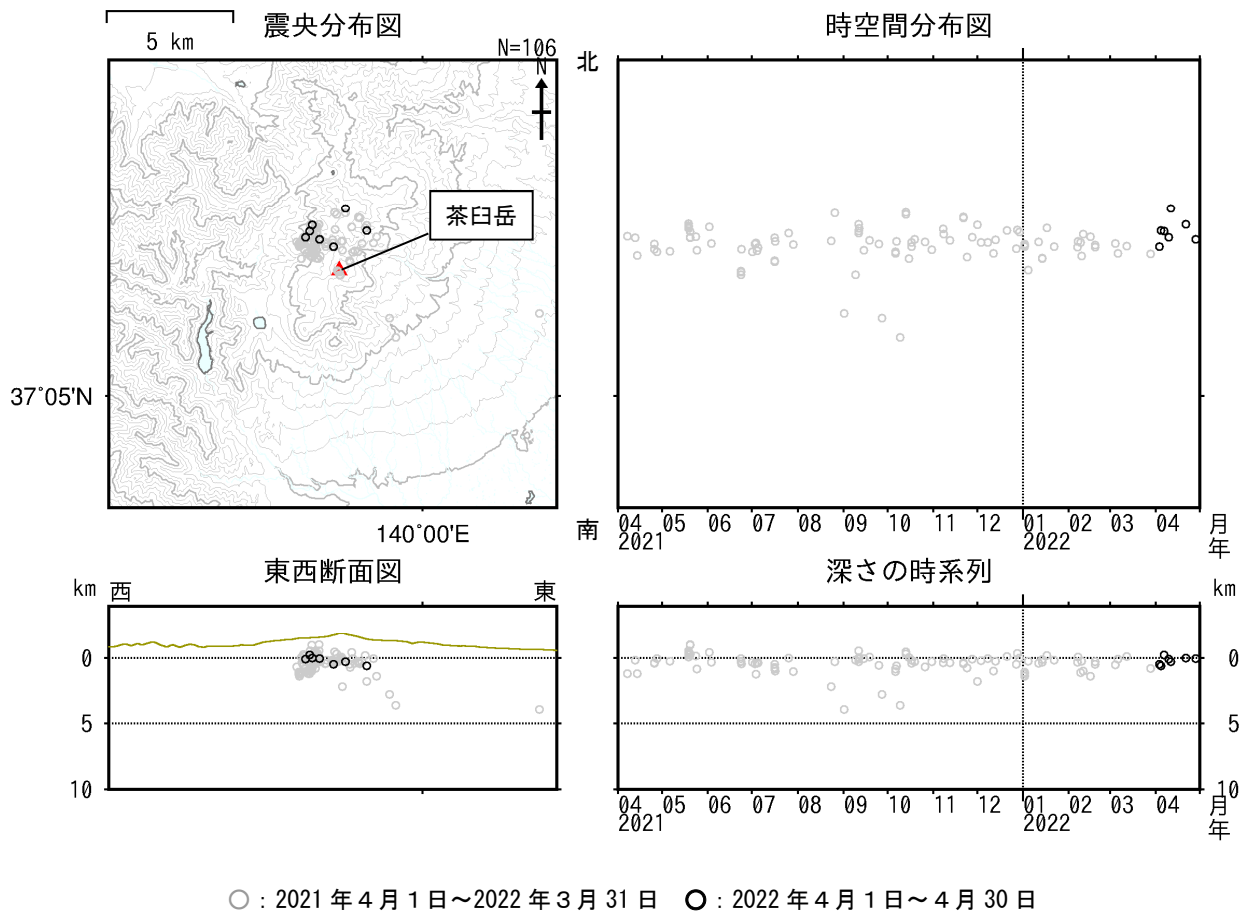 震央分布図
5 km
N=106
N
茶臼岳
37°05'N
140°00'E
時空間分布図
北
南
04 05 06 07 08 09 10 11 12 01 02 03 04 月
2021 2022 年
東西断面図
km 西 東
0
5
10
深さの時系列
km
0
5
10
04 05 06 07 08 09 10 11 12 01 02 03 04 月
2021 2022 年
○：2021 年４月１日～2022 年３月 31 日 ○：2022 年４月１日～４月 30 日